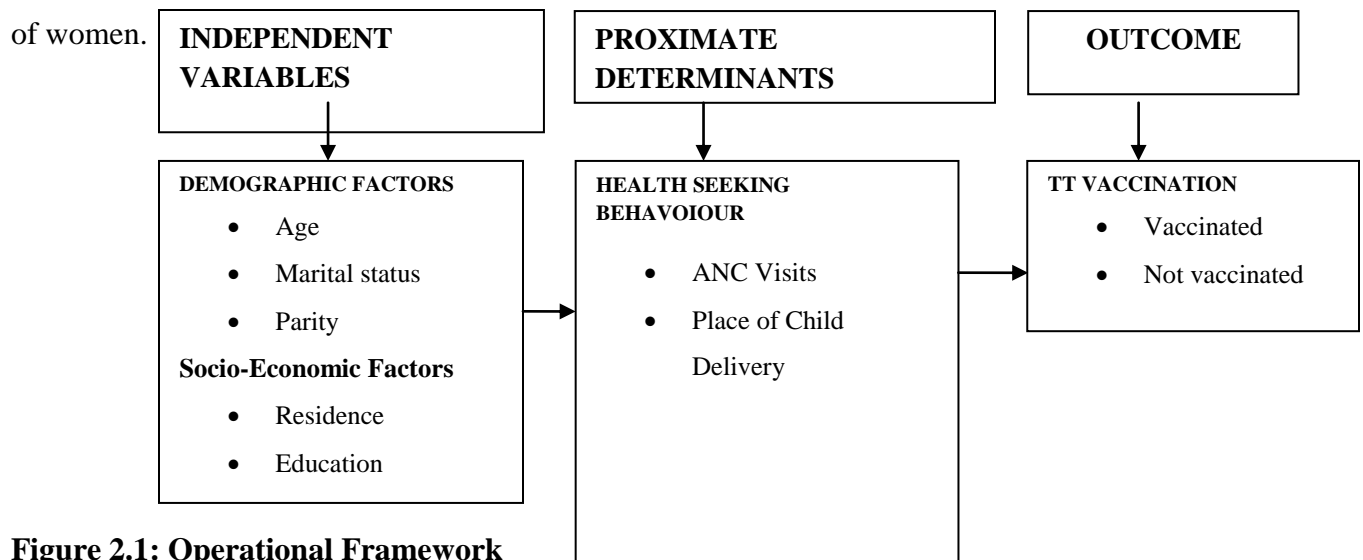 of women.
INDEPENDENT
VARIABLES
PROXIMATE
DETERMINANTS
OUTCOME
DEMOGRAPHIC FACTORS
• Age
• Marital status
• Parity
Socio-Economic Factors
• Residence
• Education
HEALTH SEEKING
BEHAVOIOUR
• ANC Visits
• Place of Child
Delivery
TT VACCINATION
• Vaccinated
• Not vaccinated
Figure 2.1: Operational Framework